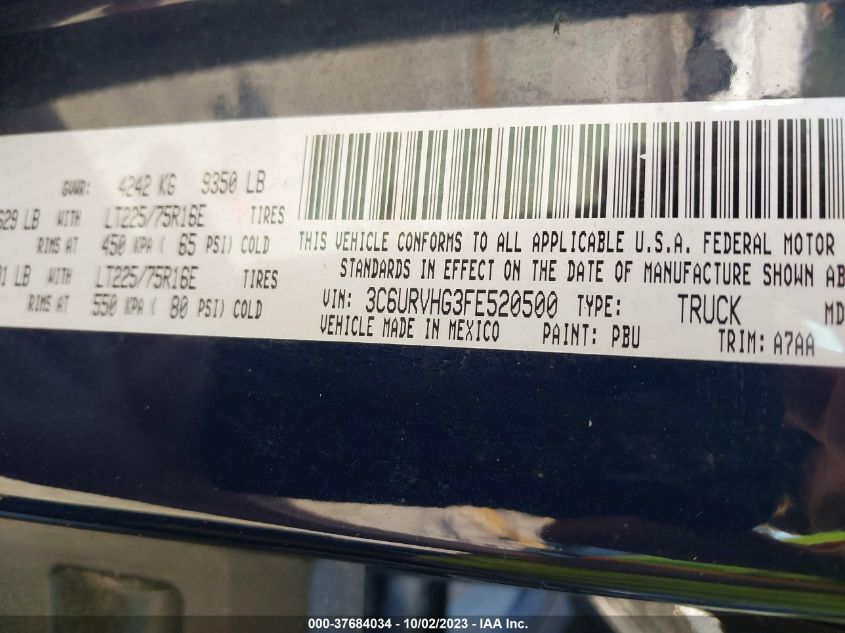 GVWR: 4242 KG 9350 LB
629 LB WITH LT225/75R16E TIRES
RIMS AT 450 KPA ( 65 PSI) COLD
01 LB WITH LT225/75R16E TIRES
RIMS AT 550 KPA ( 80 PSI) COLD
THIS VEHICLE CONFORMS TO ALL APPLICABLE U.S.A. FEDERAL MOTOR
STANDARDS IN EFFECT ON THE DATE OF MANUFACTURE SHOWN AB
VIN: 3C6URVHG3FE520500 TYPE: TRUCK MD
VEHICLE MADE IN MEXICO PAINT: PBU TRIM: A7AA
000-37684034 - 10/02/2023 - IAA Inc.